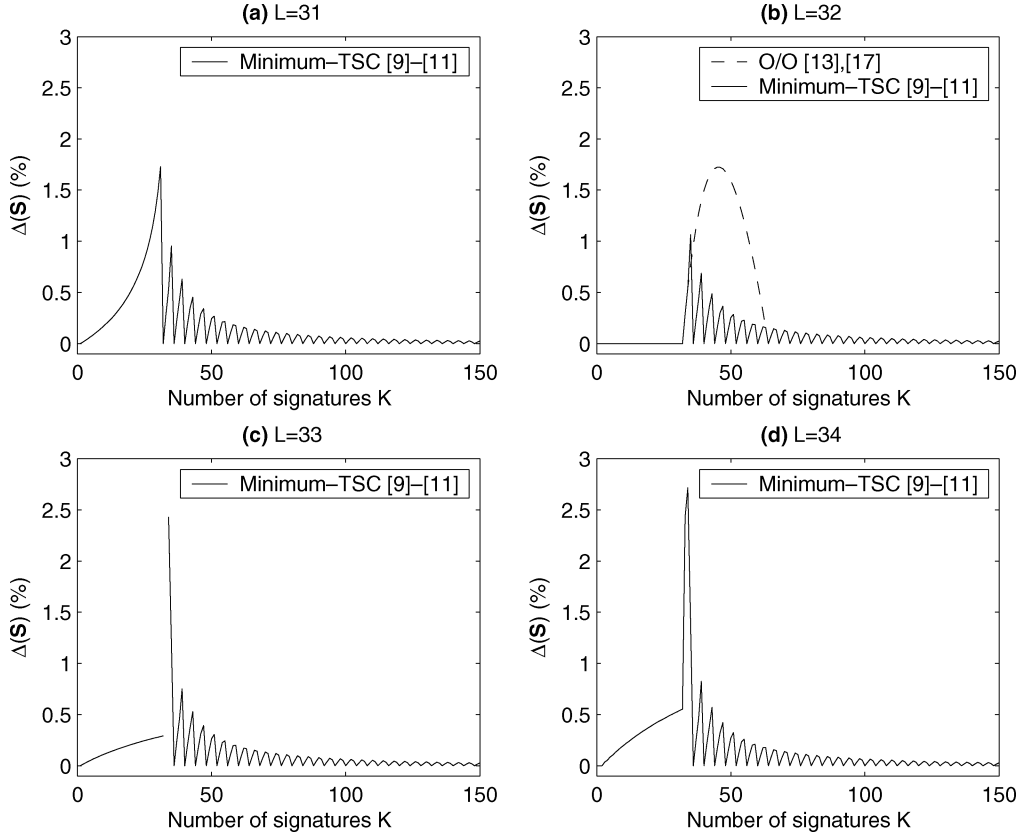 (a) L=31
3
2.5
2
1.5
1
0.5
0
Δ(S) (%)
Minimum–TSC [9]–[11]
0 50 100 150
Number of signatures K
(b) L=32
3
2.5
2
1.5
1
0.5
0
Δ(S) (%)
O/O [13],[17]
Minimum–TSC [9]–[11]
0 50 100 150
Number of signatures K
(c) L=33
3
2.5
2
1.5
1
0.5
0
Δ(S) (%)
Minimum–TSC [9]–[11]
0 50 100 150
Number of signatures K
(d) L=34
3
2.5
2
1.5
1
0.5
0
Δ(S) (%)
Minimum–TSC [9]–[11]
0 50 100 150
Number of signatures K